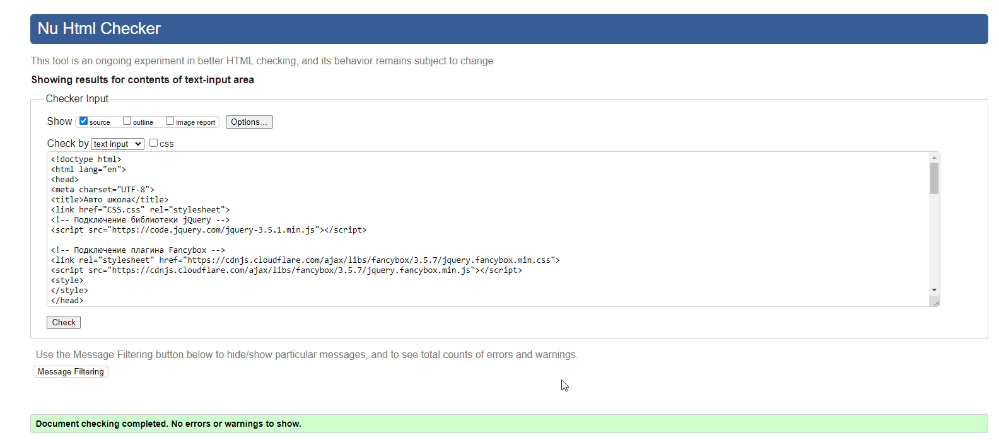 Nu Html Checker
This tool is an ongoing experiment in better HTML checking, and its behavior remains subject to change
Showing results for contents of text-input area
Checker Input
Show source outline image report Options...
Check by text input css
<!doctype html>
<html lang="en">
<head>
<meta charset="UTF-8">
<title>Авто школа</title>
<link href="CSS.css" rel="stylesheet">
<!-- Подключение библиотеки jQuery -->
<script src="https://code.jquery.com/jquery-3.5.1.min.js"></script>
<!-- Подключение плагина Fancybox -->
<link rel="stylesheet" href="https://cdnjs.cloudflare.com/ajax/libs/fancybox/3.5.7/jquery.fancybox.min.css">
<script src="https://cdnjs.cloudflare.com/ajax/libs/fancybox/3.5.7/jquery.fancybox.min.js"></script>
<style>
</style>
</head>
Check
Use the Message Filtering button below to hide/show particular messages, and to see total counts of errors and warnings.
Message Filtering
Document checking completed. No errors or warnings to show.